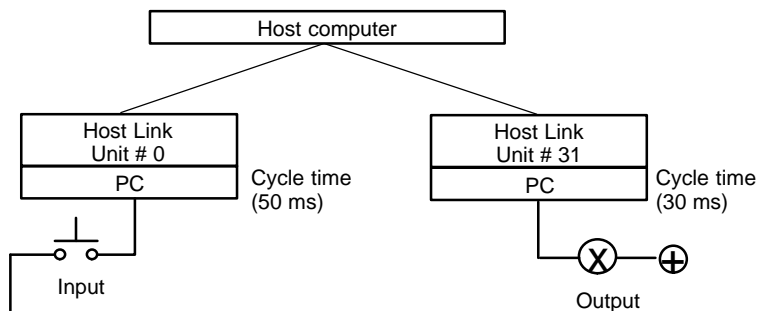 Host computer
Host Link
Unit # 0
PC
Cycle time
(50 ms)
Input
Host Link
Unit # 31
PC
Cycle time
(30 ms)
X
Output